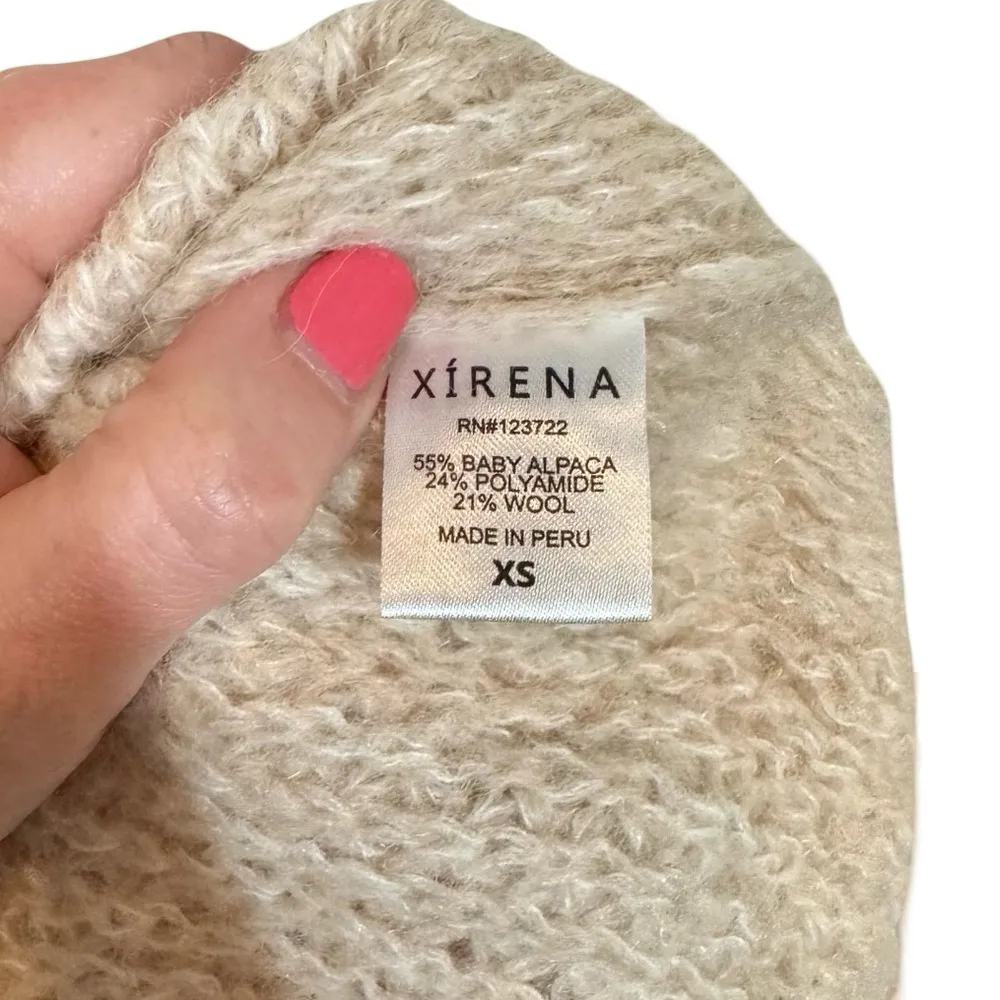 XÍRENA
RN#123722
55% BABY ALPACA
24% POLYAMIDE
21% WOOL
MADE IN PERU
XS